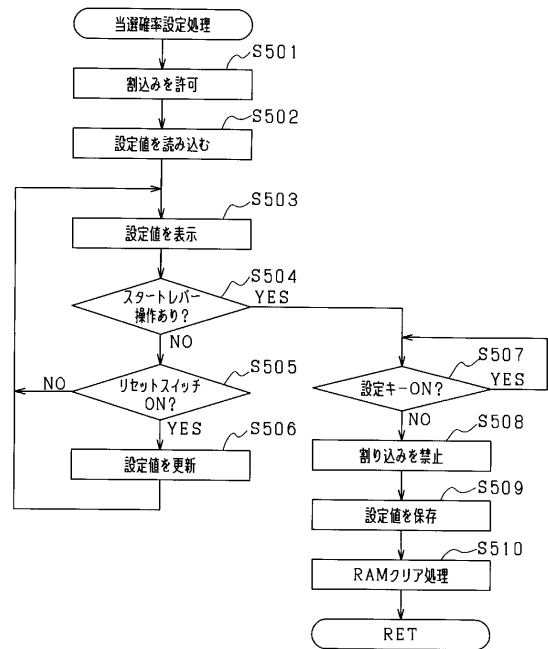 当選確率設定処理
S501
割込みを許可
S502
設定値を読み込む
S503
設定値を表示
S504
スタートレバー
操作あり?
YES
NO
S505
リセットスイッチ
ON?
NO
YES
S506
設定値を更新
S507
設定キーON?
YES
NO
S508
割り込みを禁止
S509
設定値を保存
S510
RAMクリア処理
RET